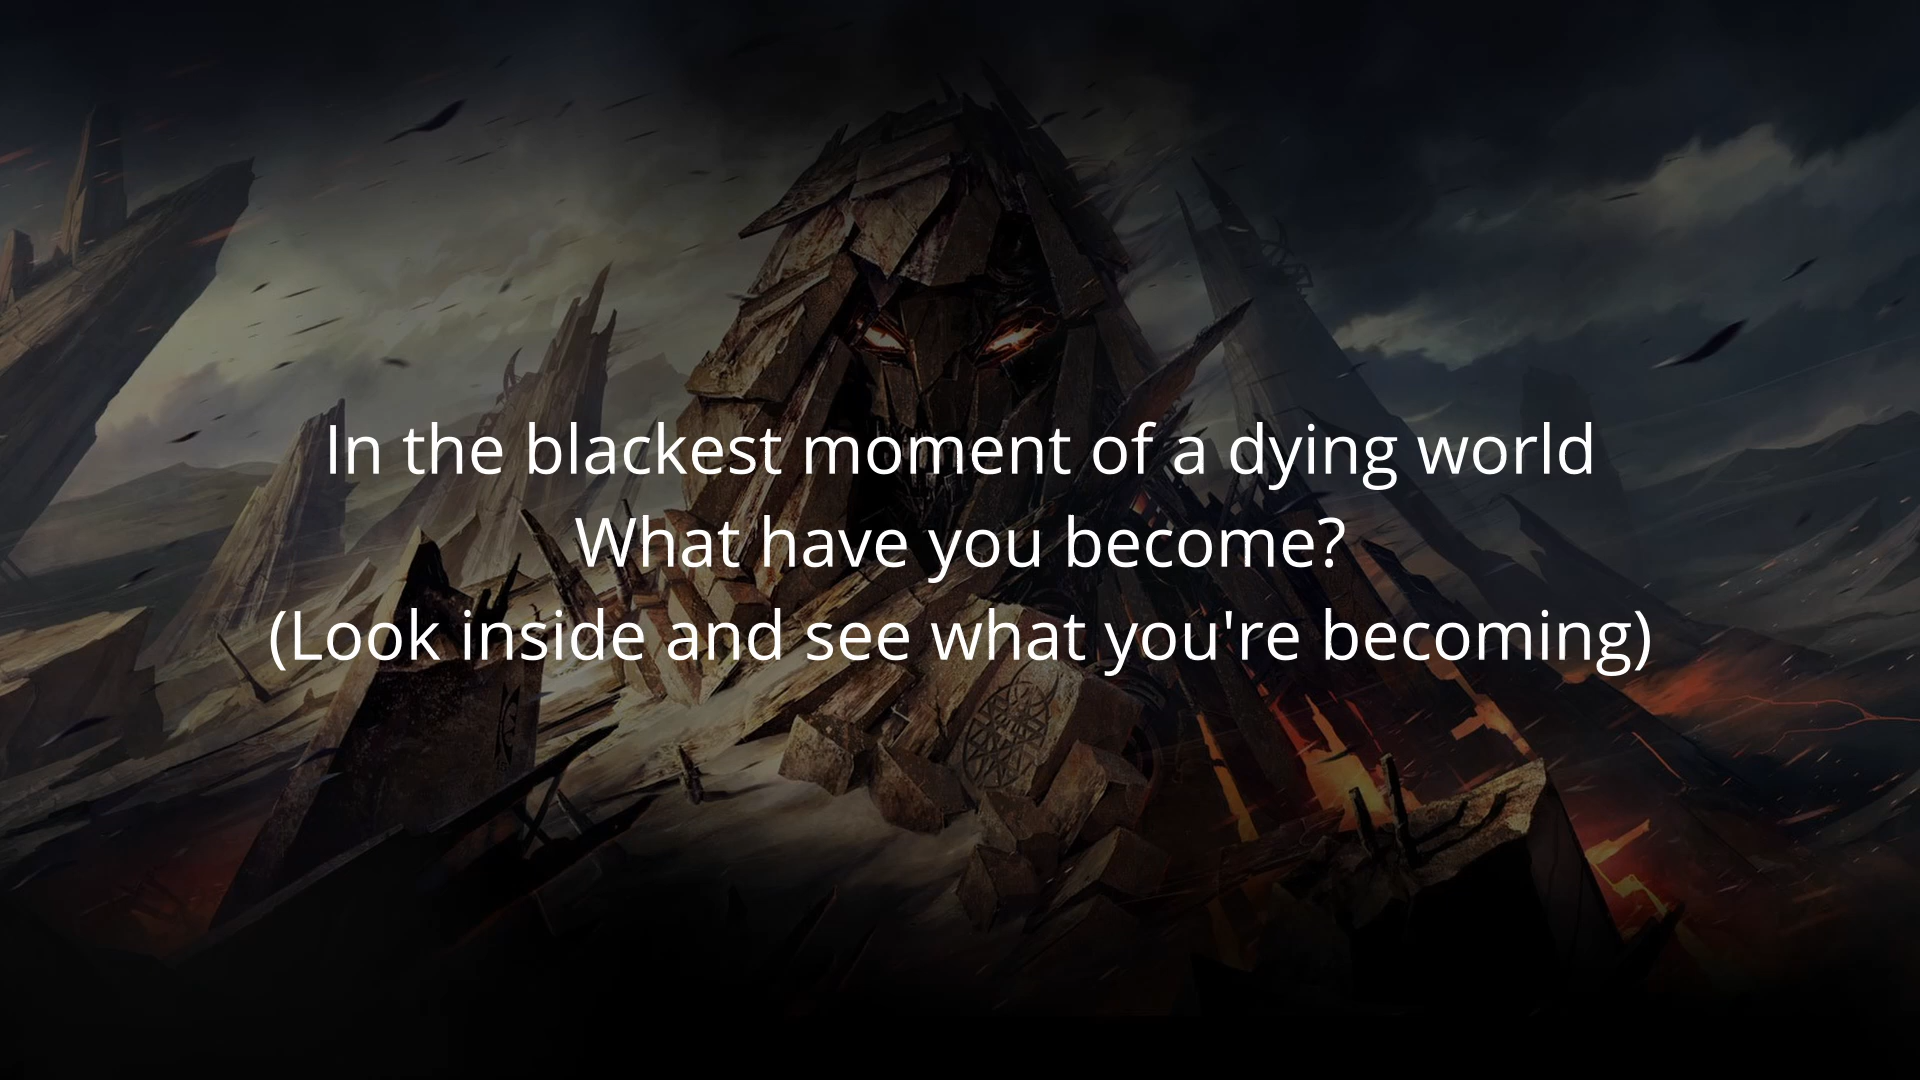 In the blackest moment of a dying world
What have you become?
(Look inside and see what you're becoming)